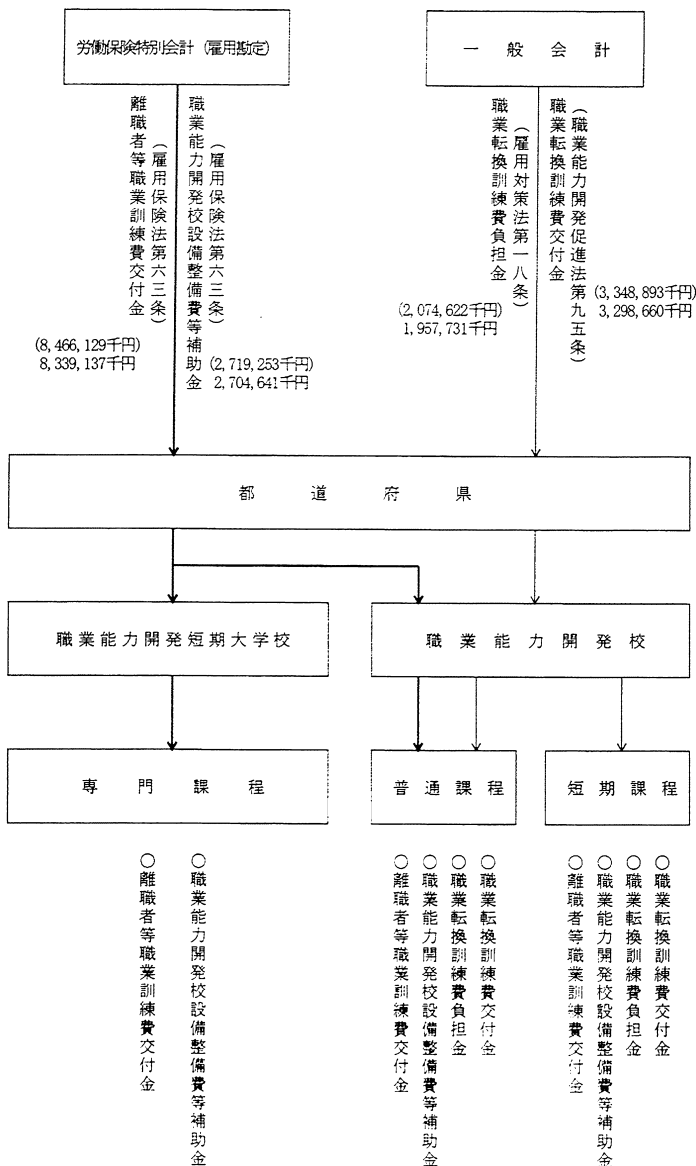 労働保険特別会計(雇用勘定)
一般会計
職業能力開発校設備整備費等補助金
(雇用保険法第六三条)
離職者等職業訓練費交付金
(雇用保険法第六三条)
(職業能力開発促進法第九五条)
職業転換訓練費交付金
(雇用対策法第一八条)
職業転換訓練費負担金
(8,466,129千円)
8,339,137千円
(2,719,253千円)
2,704,641千円
(2,074,622千円)
1,957,731千円
(3,348,893千円)
3,298,660千円
都道府県
職業能力開発短期大学校
職業能力開発校
専門課程
普通課程
短期課程
○職業能力開発校設備整備費等補助金
○離職者等職業訓練費交付金
○職業転換訓練費交付金
○職業転換訓練費負担金
○職業能力開発校設備整備費等補助金
○離職者等職業訓練費交付金
○職業転換訓練費交付金
○職業転換訓練費負担金
○職業能力開発校設備整備費等補助金
○離職者等職業訓練費交付金